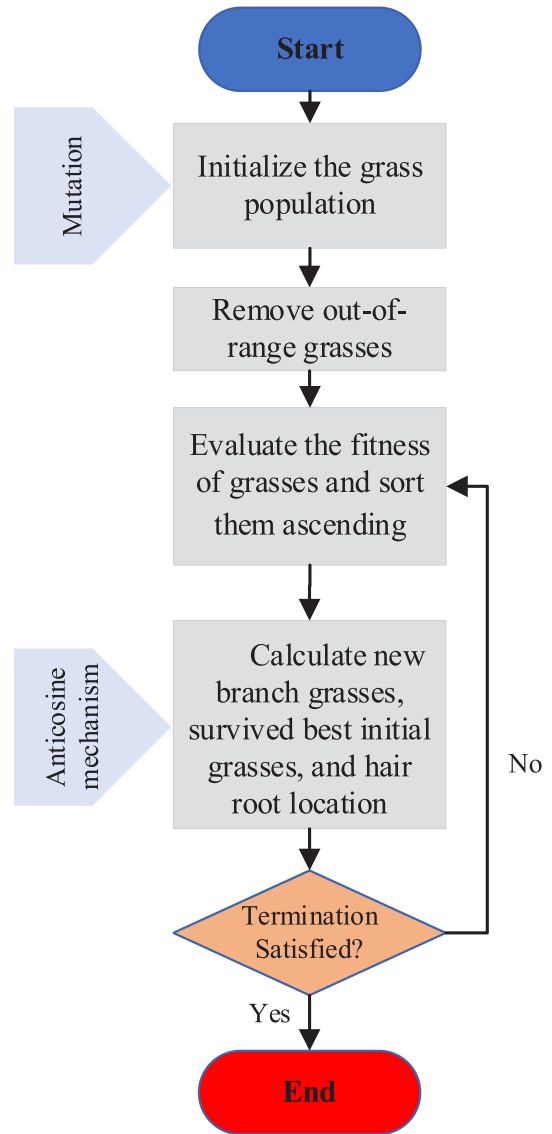 Start
Mutation
Initialize the grass
population
Remove out-of-
range grasses
Evaluate the fitness
of grasses and sort
them ascending
Anticosine
mechanism
Calculate new
branch grasses,
survived best initial
grasses, and hair
root location
No
Termination
Satisfied?
Yes
End